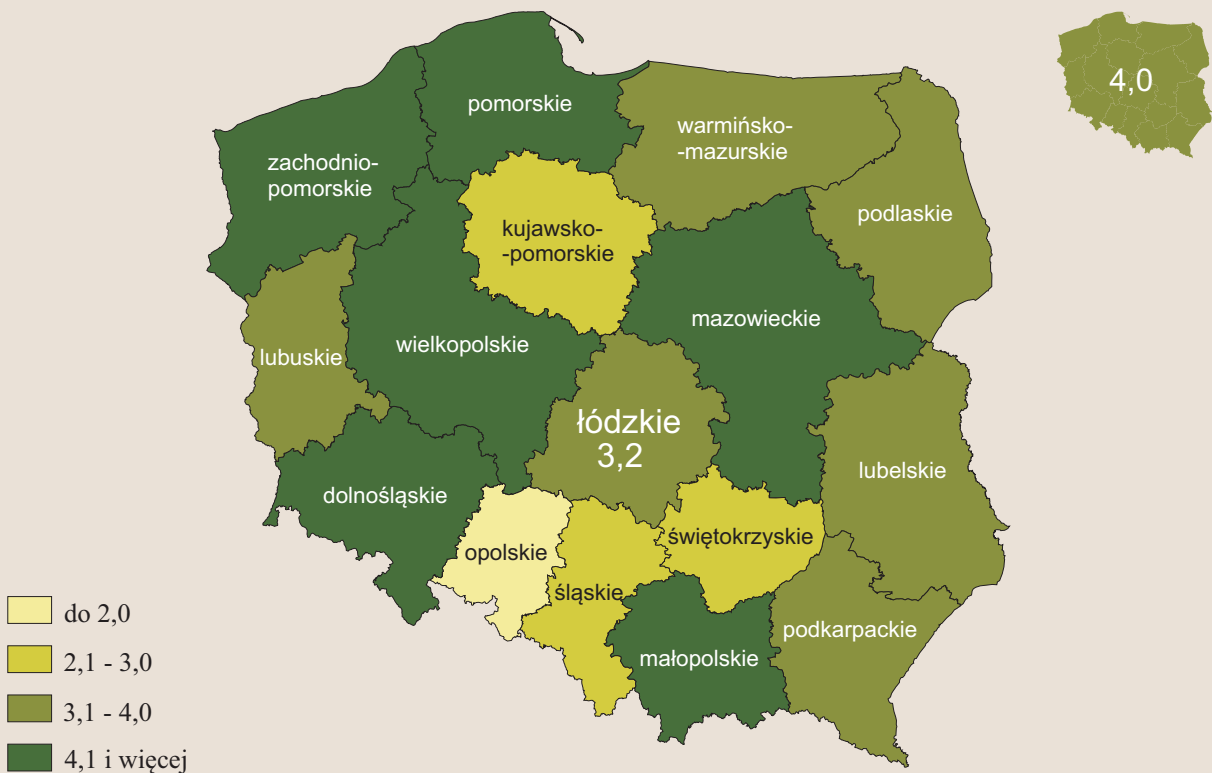 4,0
pomorskie
warmińsko-
-mazurskie
zachodnio-
pomorskie
podlaskie
kujawsko-
-pomorskie
mazowieckie
wielkopolskie
lubuskie
łódzkie
3,2
lubelskie
dolnośląskie
świętokrzyskie
opolskie
śląskie
podkarpackie
małopolskie
do 2,0
2,1 - 3,0
3,1 - 4,0
4,1 i więcej